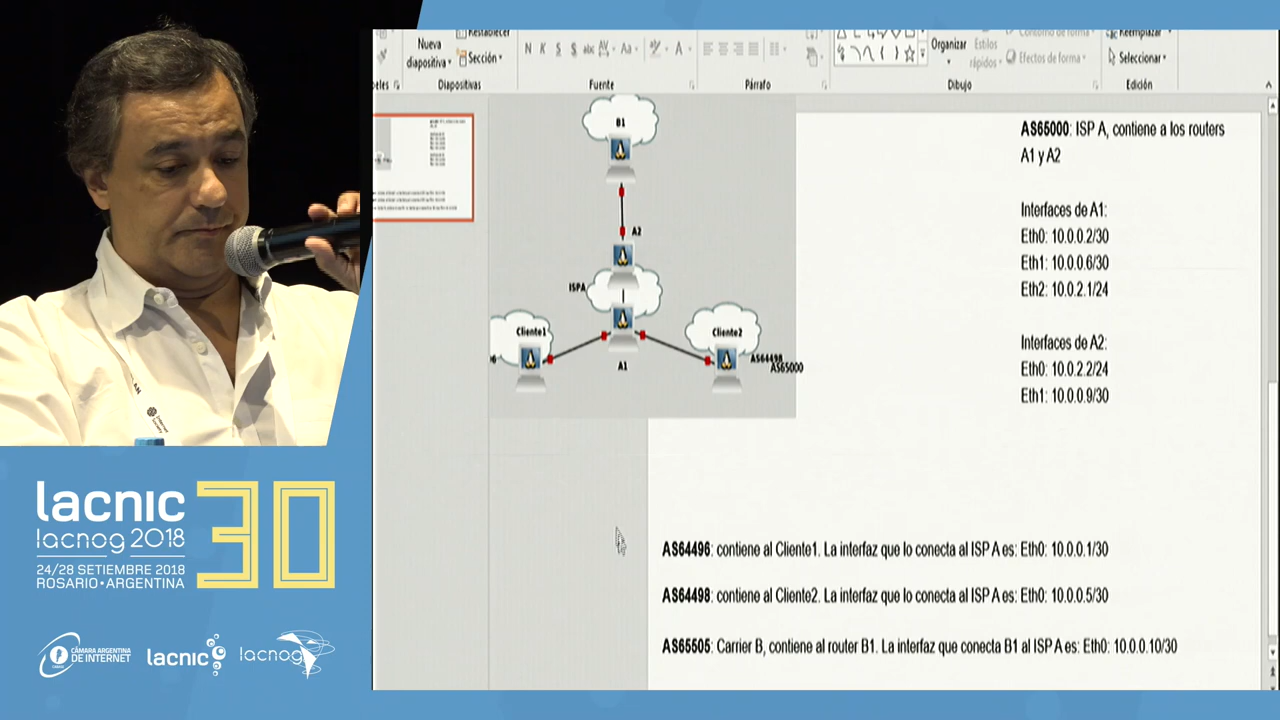 lacnic 30
lacnog 2018
24/28 SETIEMBRE 2018
ROSARIO•ARGENTINA
CÁMARA ARGENTINA
DE INTERNET
lacnic
lacnog
Restablecer
Nueva
diapositiva
Sección
Diapositivas
N K S S abc AV Aa A
Fuente
Párrafo
Organizar
Estilos
rápidos
Contorno de forma
Efectos de forma
Dibujo
Reemplazar
Seleccionar
Edición
B1
A2
ISPA
Cliente1
Cliente2
A1
AS64498
AS65000
AS65000: ISP A, contiene a los routers
A1 y A2
Interfaces de A1:
Eth0: 10.0.0.2/30
Eth1: 10.0.0.6/30
Eth2: 10.0.2.1/24
Interfaces de A2:
Eth0: 10.0.2.2/24
Eth1: 10.0.0.9/30
AS64496: contiene al Cliente1. La interfaz que lo conecta al ISP A es: Eth0: 10.0.0.1/30
AS64498: contiene al Cliente2. La interfaz que lo conecta al ISP A es: Eth0: 10.0.0.5/30
AS65505: Carrier B, contiene al router B1. La interfaz que conecta B1 al ISP A es: Eth0: 10.0.0.10/30